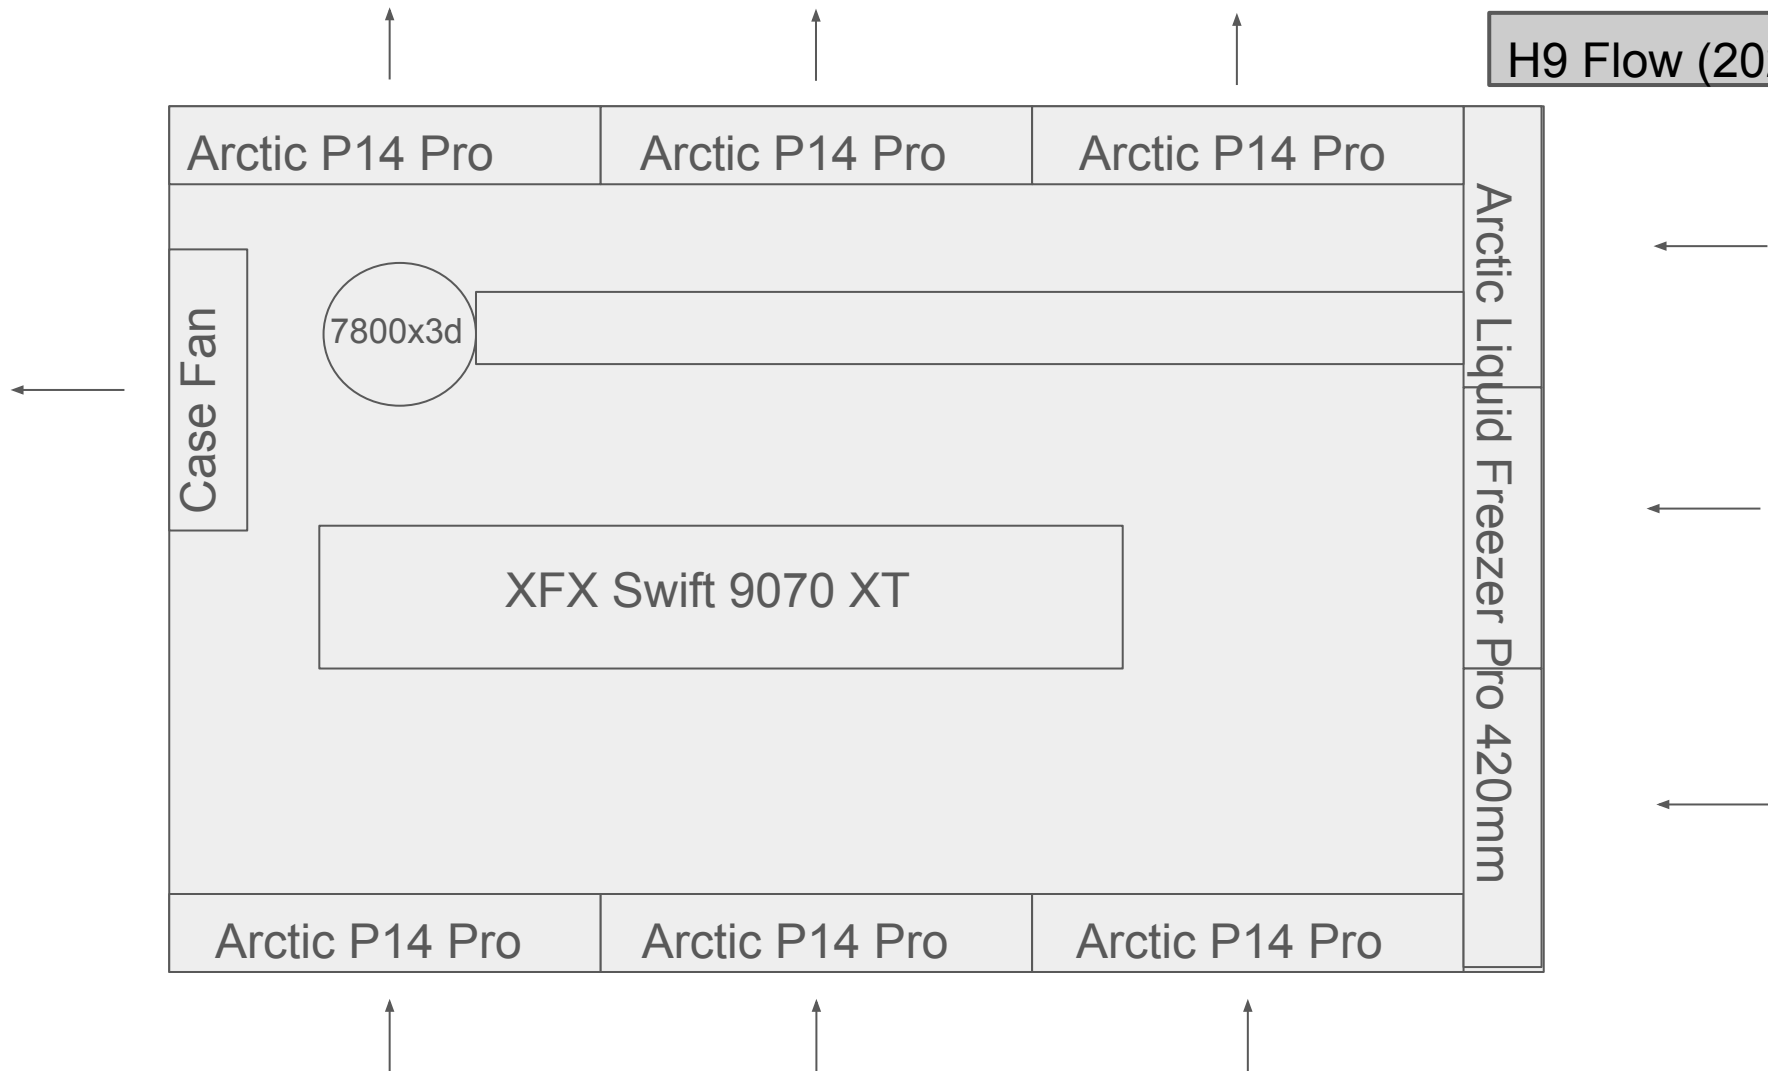 H9 Flow (20
Arctic P14 Pro
Arctic P14 Pro
Arctic P14 Pro
Arctic Liquid Freezer Pro 420mm
7800x3d
Case Fan
XFX Swift 9070 XT
Arctic P14 Pro
Arctic P14 Pro
Arctic P14 Pro